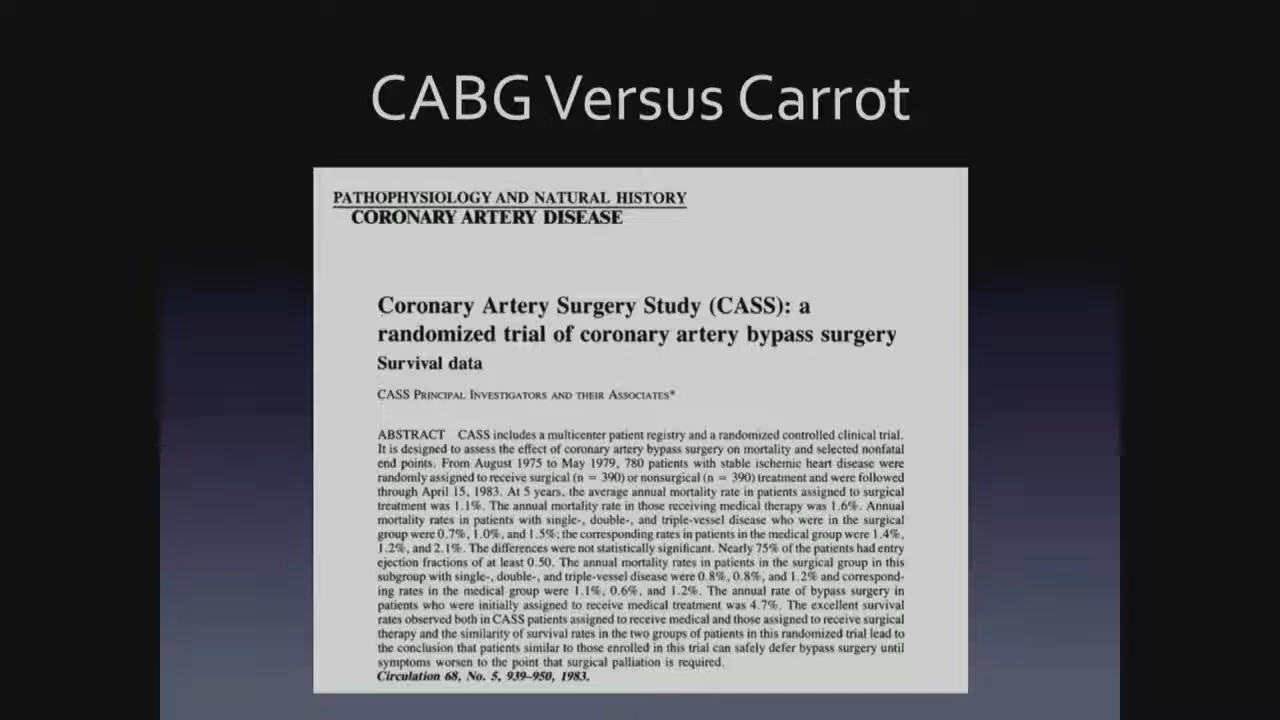 CABG Versus Carrot
PATHOPHYSIOLOGY AND NATURAL HISTORY
CORONARY ARTERY DISEASE
Coronary Artery Surgery Study (CASS): a
randomized trial of coronary artery bypass surgery
Survival data
CASS PRINCIPAL INVESTIGATORS AND THEIR ASSOCIATES*
ABSTRACT CASS includes a multicenter patient registry and a randomized controlled clinical trial.
It is designed to assess the effect of coronary artery bypass surgery on mortality and selected nonfatal
end points. From August 1975 to May 1979, 780 patients with stable ischemic heart disease were
randomly assigned to receive surgical (n = 390) or nonsurgical (n = 390) treatment and were followed
through April 15, 1983. At 5 years, the average annual mortality rate in patients assigned to surgical
treatment was 1.1%. The annual mortality rate in those receiving medical therapy was 1.6%. Annual
mortality rates in patients with single-, double-, and triple-vessel disease who were in the surgical
group were 0.7%, 1.0%, and 1.5%; the corresponding rates in patients in the medical group were 1.4%,
1.2%, and 2.1%. The differences were not statistically significant. Nearly 75% of the patients had entry
ejection fractions of at least 0.50. The annual mortality rates in patients in the surgical group in this
subgroup with single-, double-, and triple-vessel disease were 0.8%, 0.8%, and 1.2% and correspond-
ing rates in the medical group were 1.1%, 0.6%, and 1.2%. The annual rate of bypass surgery in
patients who were initially assigned to receive medical treatment was 4.7%. The excellent survival
rates observed both in CASS patients assigned to receive medical and those assigned to receive surgical
therapy and the similarity of survival rates in the two groups of patients in this randomized trial lead to
the conclusion that patients similar to those enrolled in this trial can safely defer bypass surgery until
symptoms worsen to the point that surgical palliation is required.
Circulation 68, No. 5, 939-950, 1983.